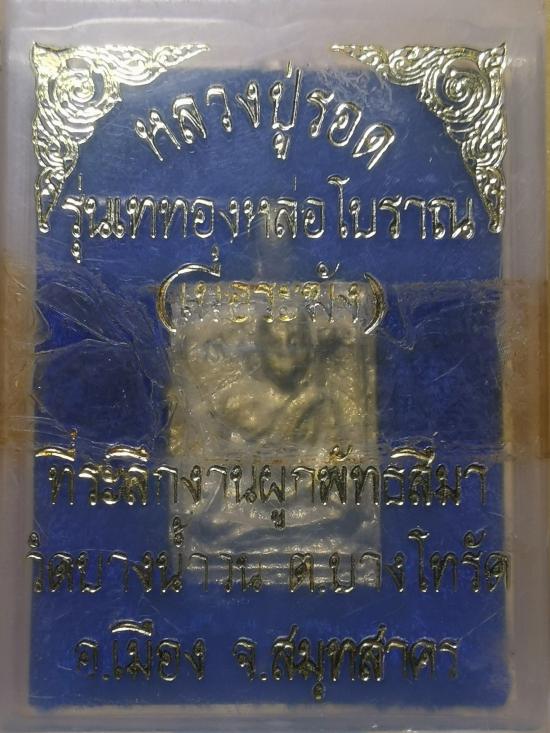 หลวงปู่รอด
รุ่นเททองหล่อโบราณ
(เนื้อระฆัง)
ที่ระลึกงานผูกพัทธสีมา
วัดบางน้ำวน ต.บางโทรัด
อ.เมือง จ.สมุทสาคร